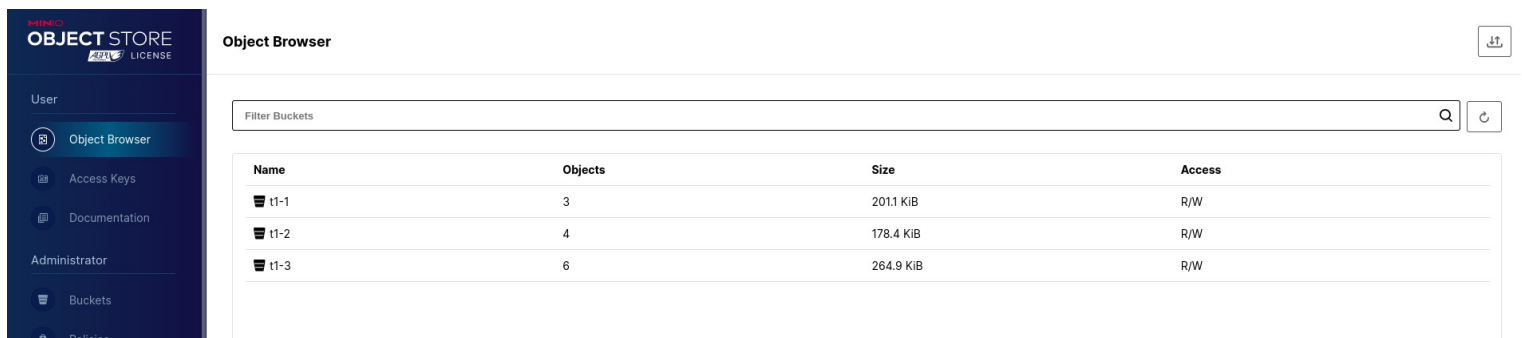 MINIO
OBJECT STORE
AGPLV3 LICENSE
Object Browser
User
Object Browser
Access Keys
Documentation
Administrator
Buckets
Policies
Filter Buckets
Name Objects Size Access
t1-1 3 201.1 KiB R/W
t1-2 4 178.4 KiB R/W
t1-3 6 264.9 KiB R/W